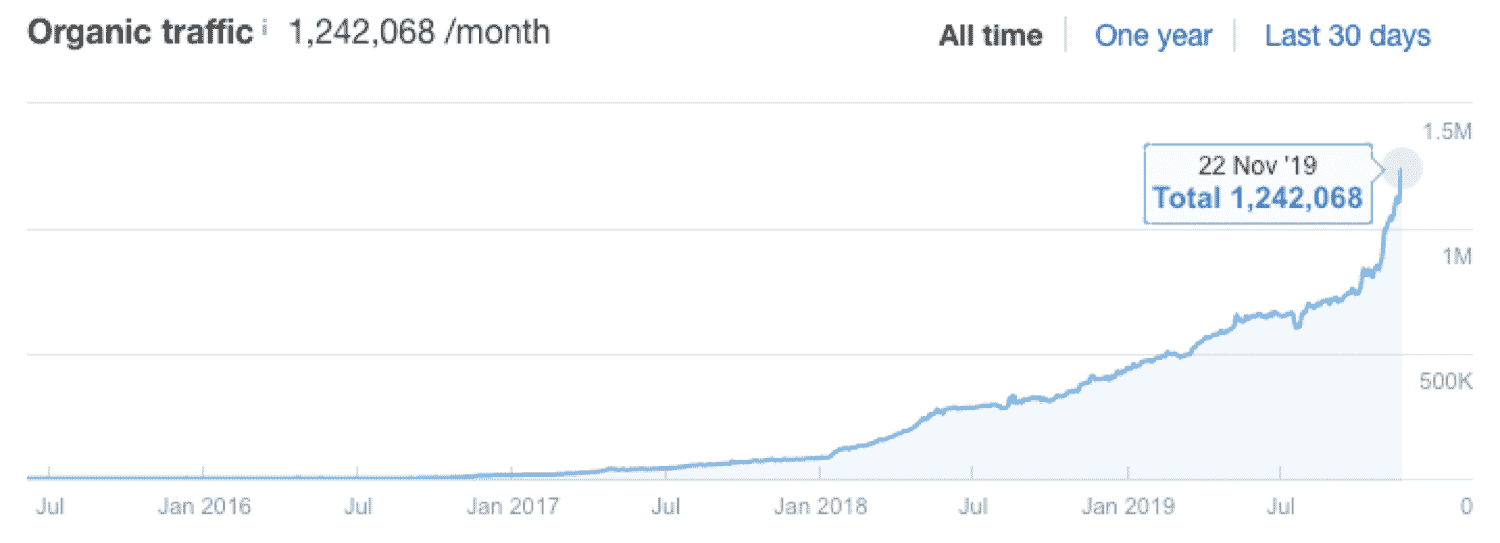 Organic traffic i 1,242,068 /month
All time One year Last 30 days
1.5M
22 Nov '19
Total 1,242,068
1M
500K
Jul Jan 2016 Jul Jan 2017 Jul Jan 2018 Jul Jan 2019 Jul 0